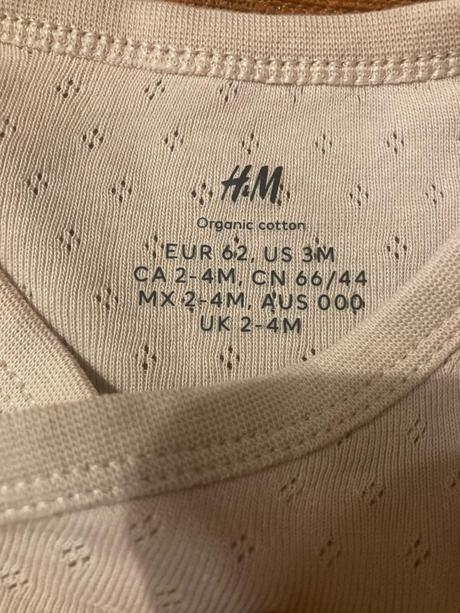 H&M
Organic cotton
EUR 62, US 3M
CA 2-4M, CN 66/44
MX 2-4M, AUS 000
UK 2-4M